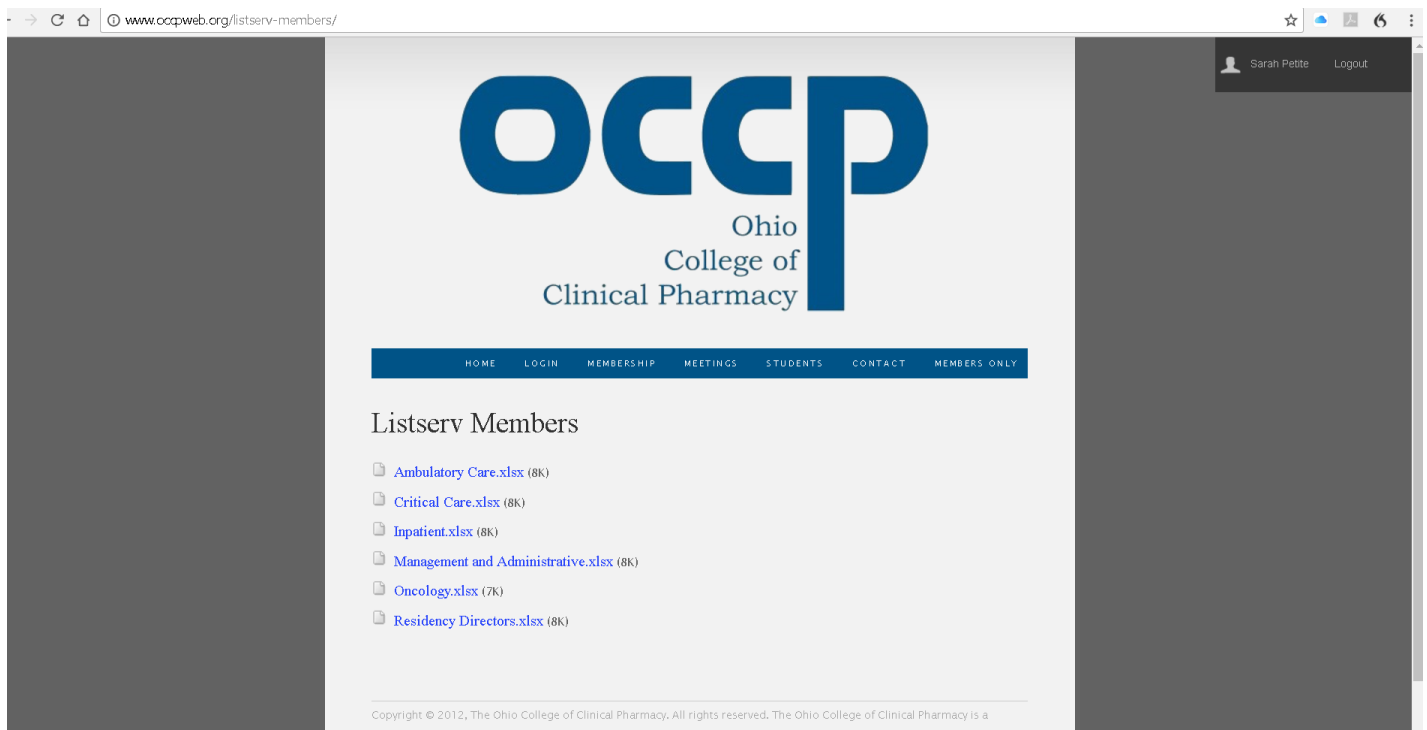 www.occpweb.org/listserv-members/
Sarah Petite Logout
occp
Ohio
College of
Clinical Pharmacy
HOME LOGIN MEMBERSHIP MEETINGS STUDENTS CONTACT MEMBERS ONLY
Listserv Members
Ambulatory Care.xlsx (8K)
Critical Care.xlsx (8K)
Inpatient.xlsx (8K)
Management and Administrative.xlsx (8K)
Oncology.xlsx (7K)
Residency Directors.xlsx (8K)
Copyright © 2012, The Ohio College of Clinical Pharmacy. All rights reserved. The Ohio College of Clinical Pharmacy is a